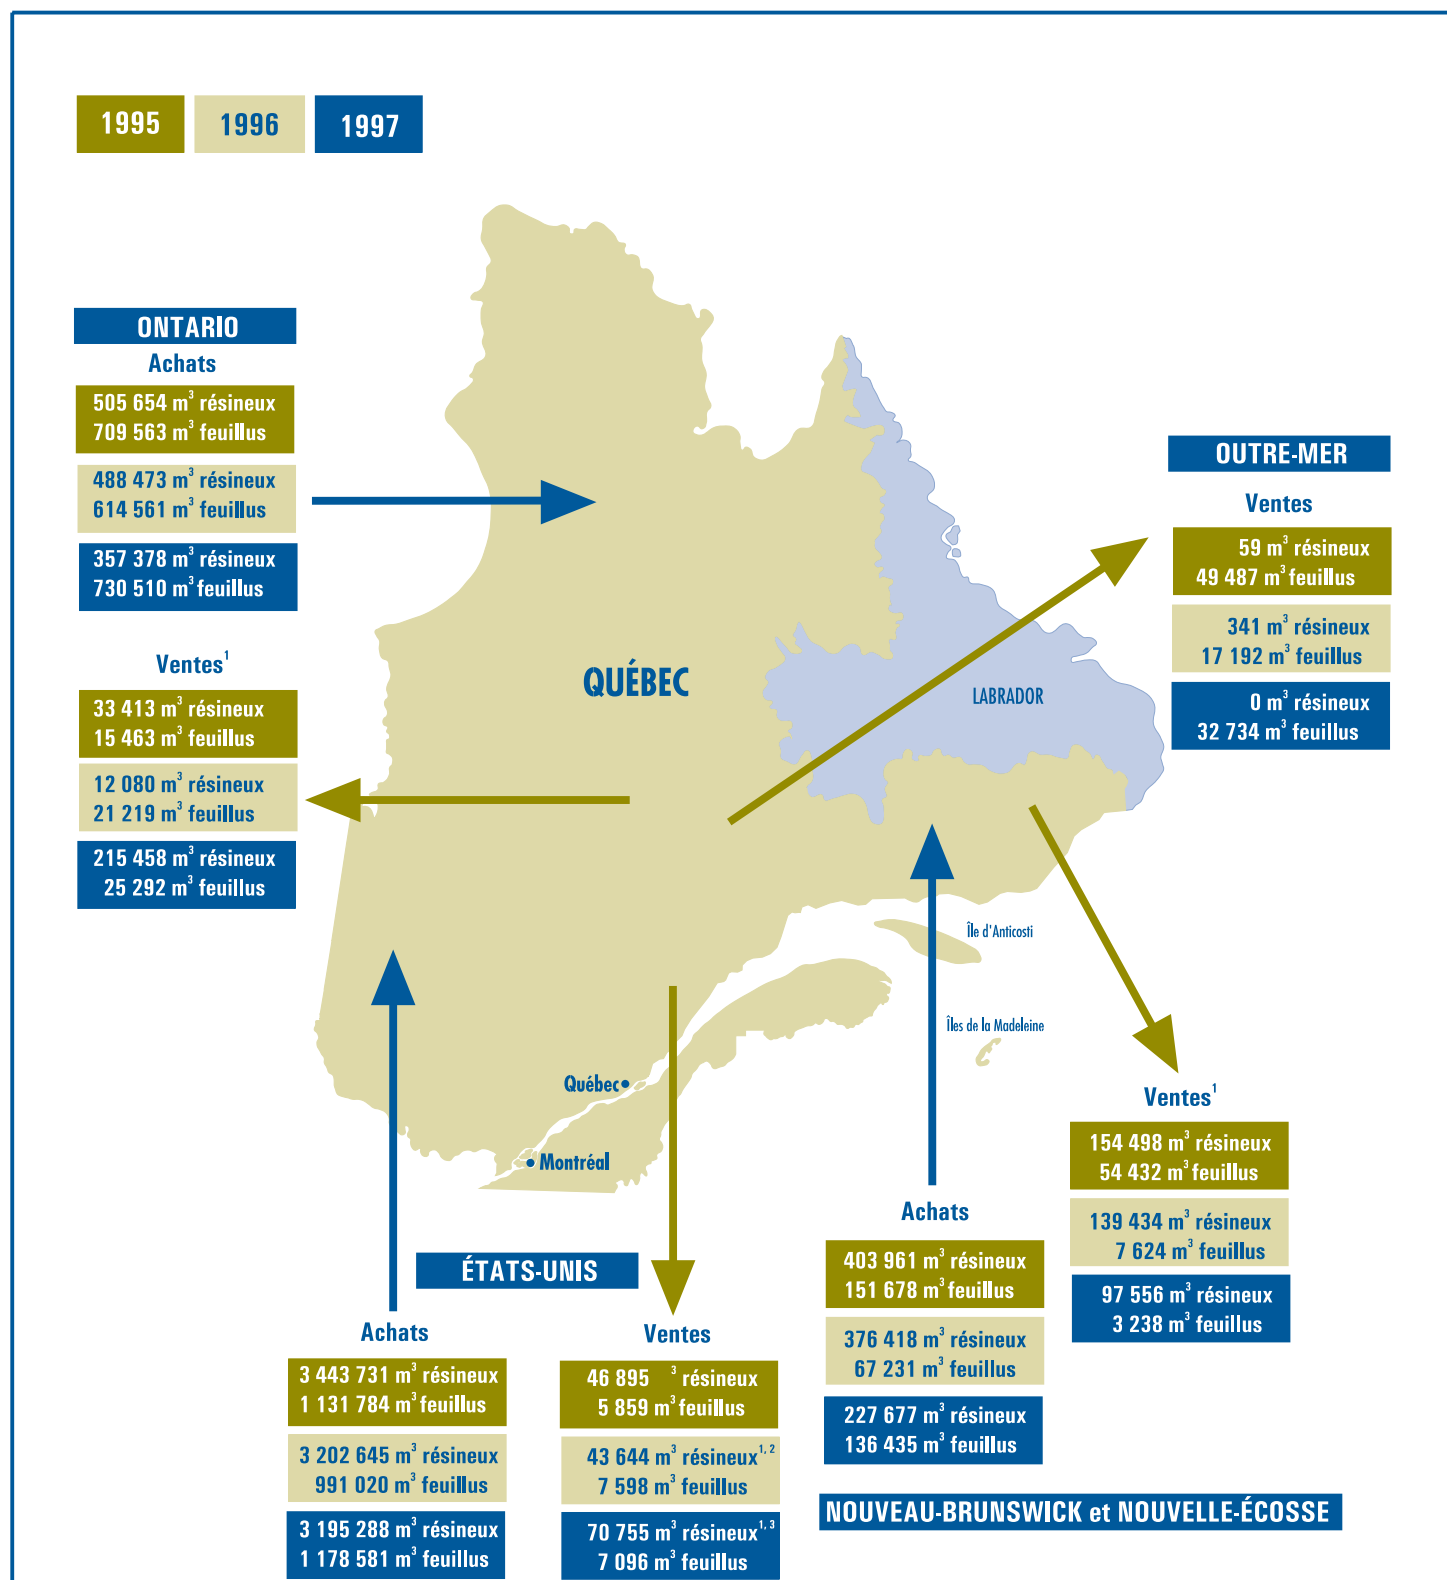 1995 1996 1997
ONTARIO
Achats
505 654 m³ résineux
709 563 m³ feuillus
488 473 m³ résineux
614 561 m³ feuillus
357 378 m³ résineux
730 510 m³ feuillus
Ventes¹
33 413 m³ résineux
15 463 m³ feuillus
12 080 m³ résineux
21 219 m³ feuillus
215 458 m³ résineux
25 292 m³ feuillus
QUÉBEC
LABRADOR
OUTRE-MER
Ventes
59 m³ résineux
49 487 m³ feuillus
341 m³ résineux
17 192 m³ feuillus
0 m³ résineux
32 734 m³ feuillus
Île d'Anticosti
Îles de la Madeleine
Québec
Montréal
ÉTATS-UNIS
Achats
3 443 731 m³ résineux
1 131 784 m³ feuillus
3 202 645 m³ résineux
991 020 m³ feuillus
3 195 288 m³ résineux
1 178 581 m³ feuillus
Ventes
46 895 ³ résineux
5 859 m³ feuillus
43 644 m³ résineux¹,²
7 598 m³ feuillus
70 755 m³ résineux¹,³
7 096 m³ feuillus
Achats
403 961 m³ résineux
151 678 m³ feuillus
376 418 m³ résineux
67 231 m³ feuillus
227 677 m³ résineux
136 435 m³ feuillus
Ventes¹
154 498 m³ résineux
54 432 m³ feuillus
139 434 m³ résineux
7 624 m³ feuillus
97 556 m³ résineux
3 238 m³ feuillus
NOUVEAU-BRUNSWICK et NOUVELLE-ÉCOSSE